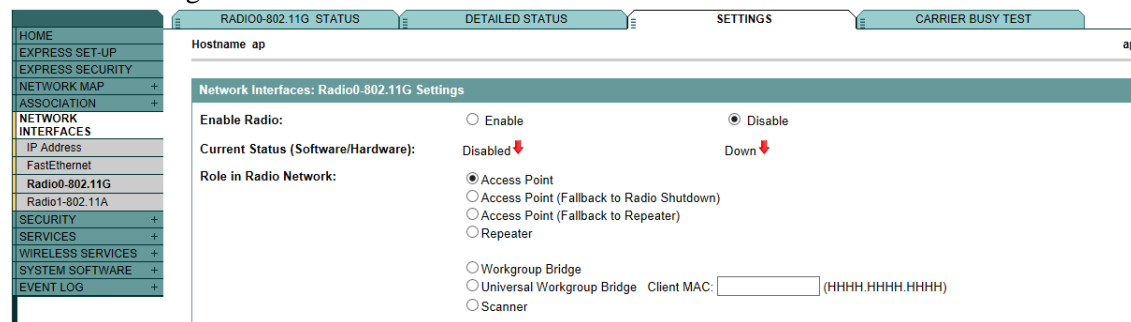 RADIO0-802.11G STATUS DETAILED STATUS SETTINGS CARRIER BUSY TEST
HOME
EXPRESS SET-UP
EXPRESS SECURITY
NETWORK MAP +
ASSOCIATION +
NETWORK
INTERFACES
IP Address
FastEthernet
Radio0-802.11G
Radio1-802.11A
SECURITY +
SERVICES +
WIRELESS SERVICES +
SYSTEM SOFTWARE +
EVENT LOG +
Hostname ap
Network Interfaces: Radio0-802.11G Settings
Enable Radio: Enable Disable
Current Status (Software/Hardware): Disabled Down
Role in Radio Network: Access Point
Access Point (Fallback to Radio Shutdown)
Access Point (Fallback to Repeater)
Repeater
Workgroup Bridge
Universal Workgroup Bridge Client MAC: (HHHH.HHHH.HHHH)
Scanner